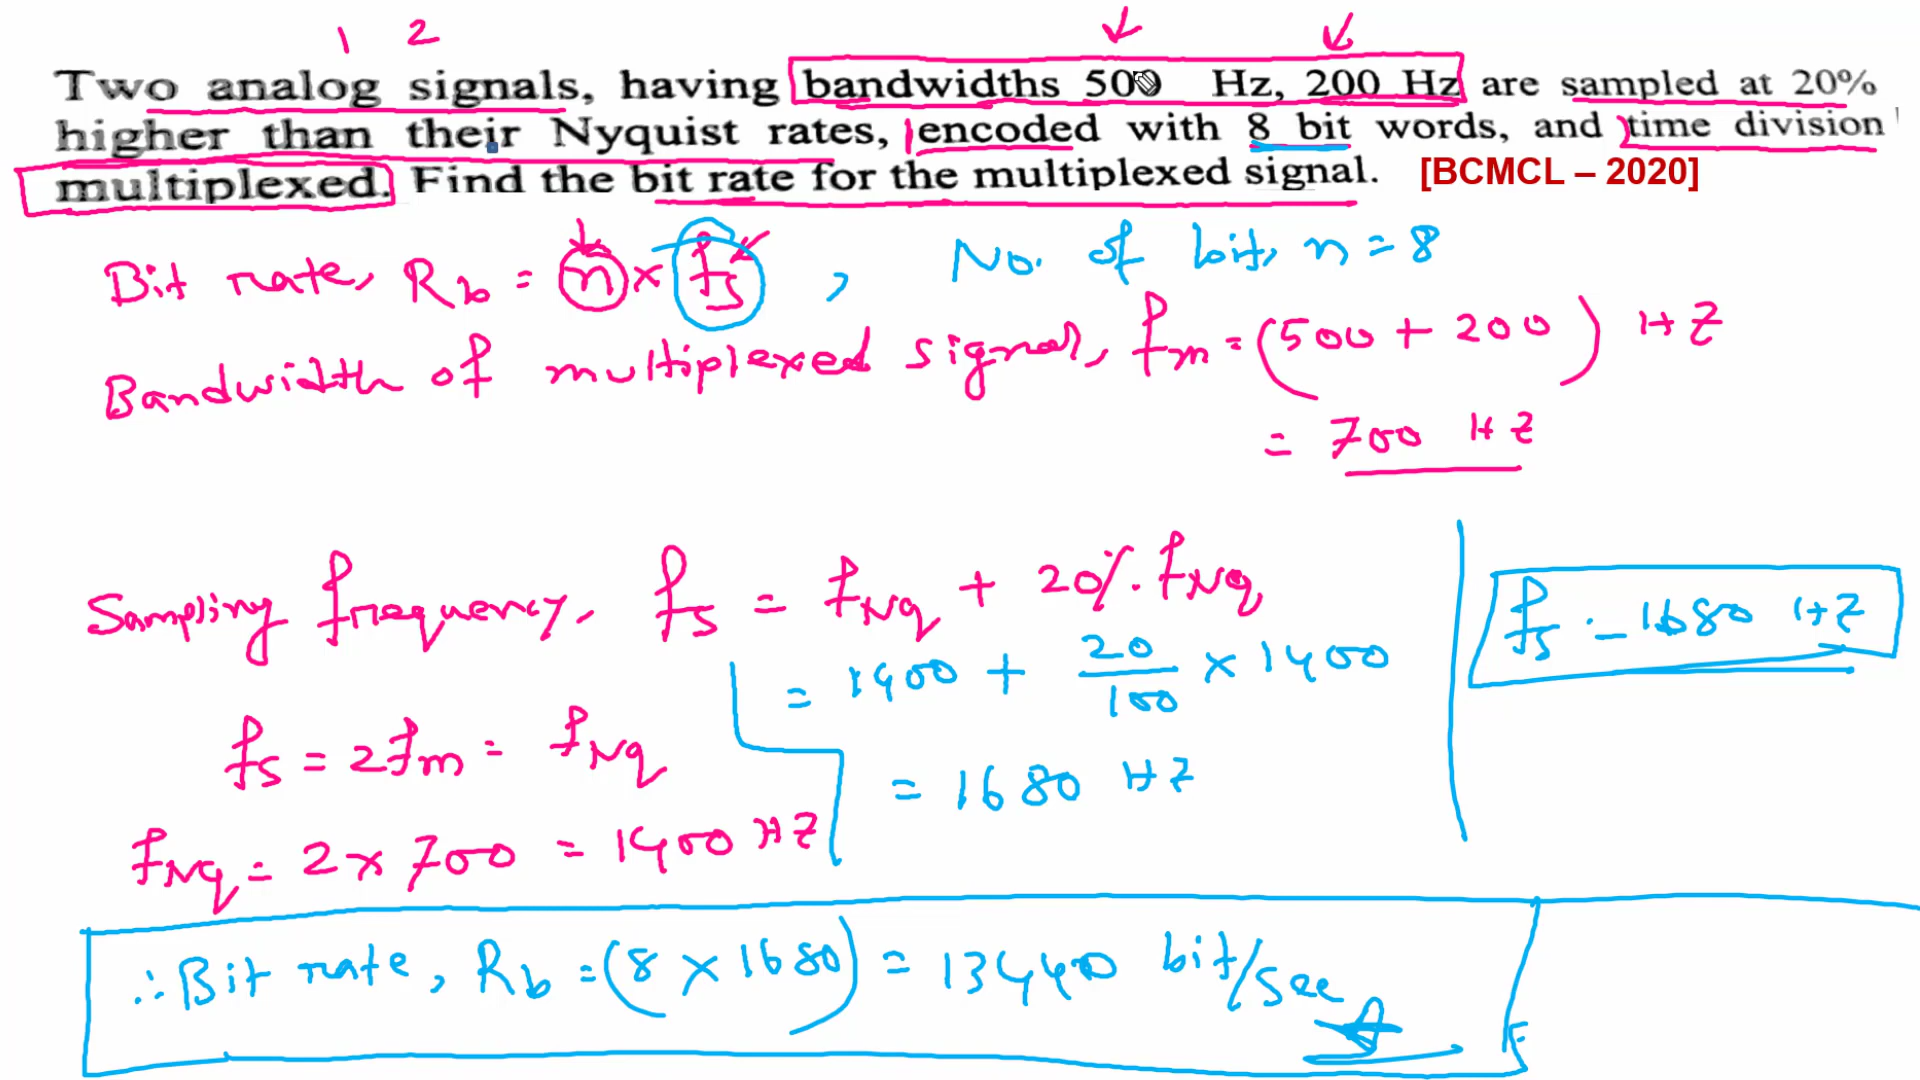 1 2
Two analog signals, having bandwidths 500 Hz, 200 Hz are sampled at 20%
higher than their Nyquist rates, encoded with 8 bit words, and time division
multiplexed. Find the bit rate for the multiplexed signal. [BCMCL – 2020]
Bit rate, Rb = n × fs , No. of bit, n = 8
Bandwidth of multiplexed signal, fm = (500 + 200) Hz
= 700 Hz
Sampling frequency, fs = fNq + 20%. fNq
= 1400 + 20/100 × 1400
= 1680 Hz
fs = 1680 Hz
fs = 2fm = fNq
fNq = 2 × 700 = 1400 Hz
∴ Bit rate, Rb = (8 × 1680) = 13440 bit/sec